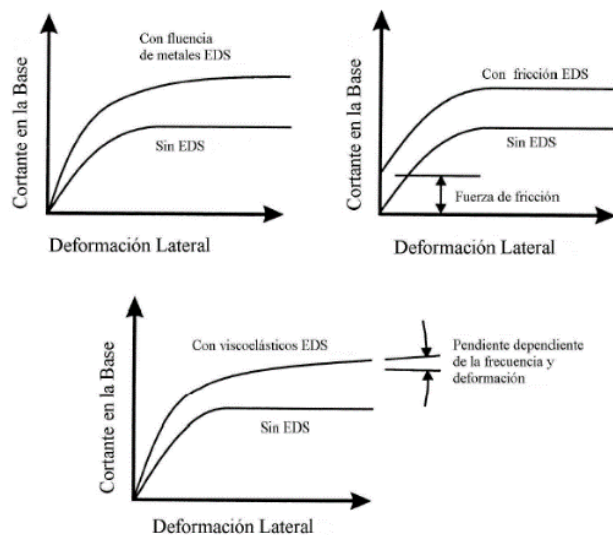 Cortante en la Base
Con fluencia
de metales EDS
Sin EDS
Deformación Lateral
Cortante en la Base
Con fricción EDS
Sin EDS
Fuerza de fricción
Deformación Lateral
Cortante en la Base
Con viscoelásticos EDS
Sin EDS
Pendiente dependiente
de la frecuencia y
deformación
Deformación Lateral